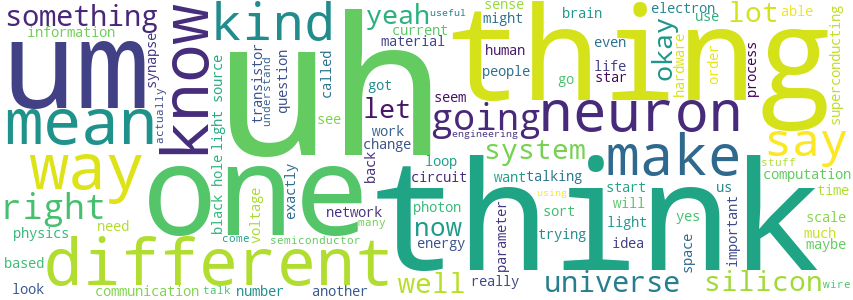 something
information
um
mean
way
right
physics
need
based
look
communication
different
talk
number
come
semiconductor
another
many
know
synapse
actually
kind
uh
one
black hole
light source
transistor
understand
question
called
see
voltage
exactly
network
yeah
current
useful
material
got
let
work
change
back
circuit
loop
photon
now
energy
well
really
thing
think
sense
might
human
people
seem
going
engineering
system
want
talking
parameter
start
sort
will
trying
idea
light
universe
brain
even
life
star
go
neuron
make
electron
use
okay
hardware
lot
order
able
process
superconducting
say
stuff
computation
using
us
time
yes
space
important
scale
much
maybe
silicon
wire